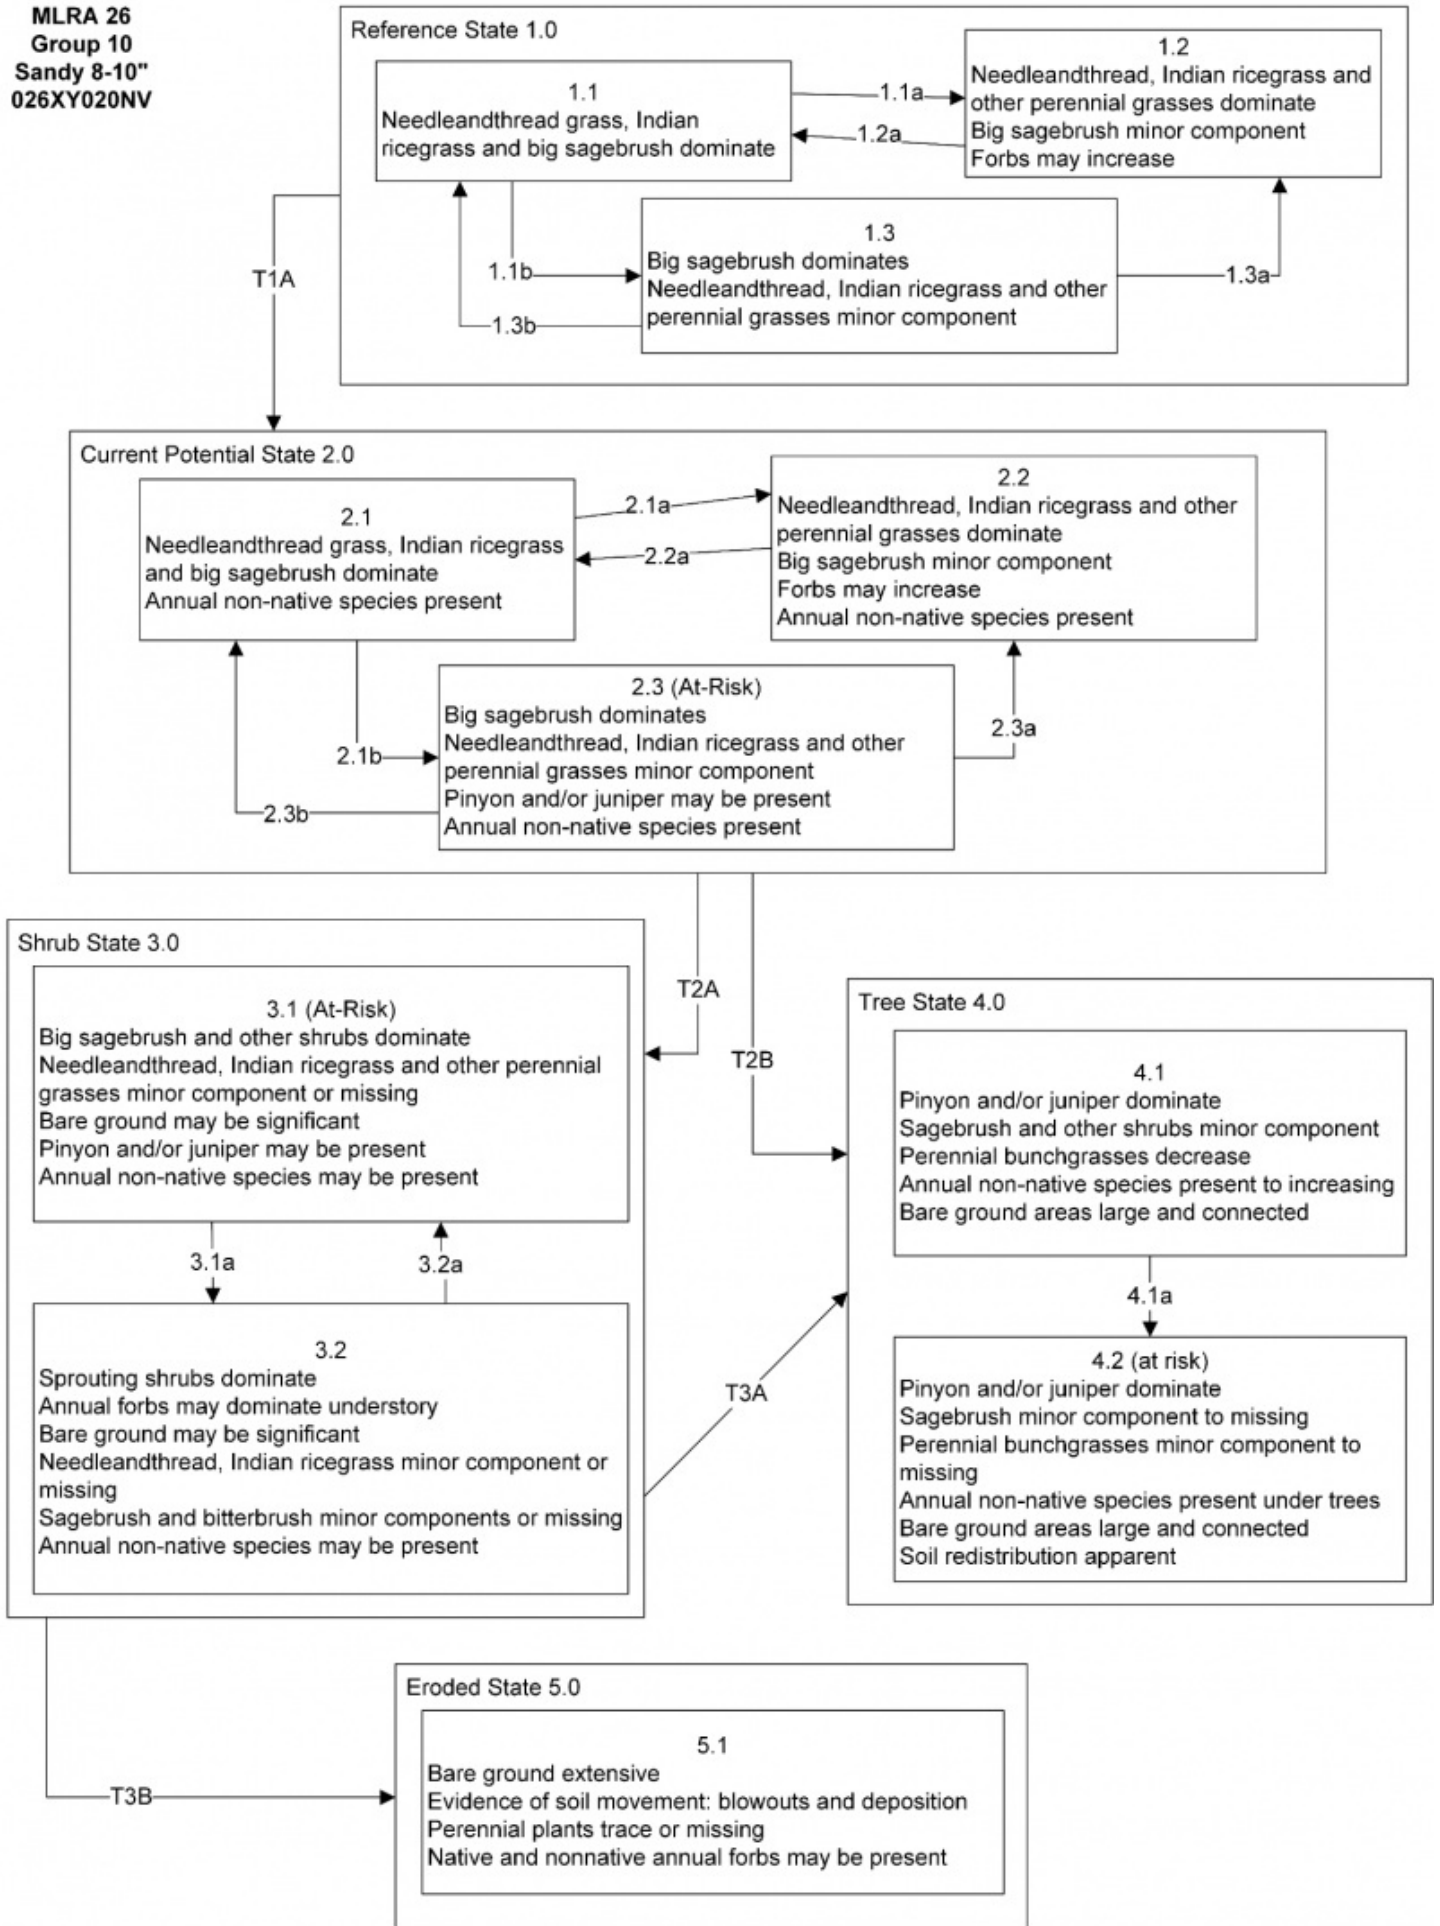 MLRA 26
Group 10
Sandy 8-10"
026XY020NV
Reference State 1.0
1.1
Needleandthread grass, Indian
ricegrass and big sagebrush dominate
1.1a
1.2a
1.2
Needleandthread, Indian ricegrass and
other perennial grasses dominate
Big sagebrush minor component
Forbs may increase
1.1b
1.3b
1.3
Big sagebrush dominates
Needleandthread, Indian ricegrass and other
perennial grasses minor component
1.3a
T1A
Current Potential State 2.0
2.1
Needleandthread grass, Indian ricegrass
and big sagebrush dominate
Annual non-native species present
2.1a
2.2a
2.2
Needleandthread, Indian ricegrass and other
perennial grasses dominate
Big sagebrush minor component
Forbs may increase
Annual non-native species present
2.1b
2.3b
2.3 (At-Risk)
Big sagebrush dominates
Needleandthread, Indian ricegrass and other
perennial grasses minor component
Pinyon and/or juniper may be present
Annual non-native species present
2.3a
T2A
T2B
Shrub State 3.0
3.1 (At-Risk)
Big sagebrush and other shrubs dominate
Needleandthread, Indian ricegrass and other perennial
grasses minor component or missing
Bare ground may be significant
Pinyon and/or juniper may be present
Annual non-native species may be present
3.1a
3.2a
3.2
Sprouting shrubs dominate
Annual forbs may dominate understory
Bare ground may be significant
Needleandthread, Indian ricegrass minor component or
missing
Sagebrush and bitterbrush minor components or missing
Annual non-native species may be present
T3A
Tree State 4.0
4.1
Pinyon and/or juniper dominate
Sagebrush and other shrubs minor component
Perennial bunchgrasses decrease
Annual non-native species present to increasing
Bare ground areas large and connected
4.1a
4.2 (at risk)
Pinyon and/or juniper dominate
Sagebrush minor component to missing
Perennial bunchgrasses minor component to
missing
Annual non-native species present under trees
Bare ground areas large and connected
Soil redistribution apparent
T3B
Eroded State 5.0
5.1
Bare ground extensive
Evidence of soil movement: blowouts and deposition
Perennial plants trace or missing
Native and nonnative annual forbs may be present